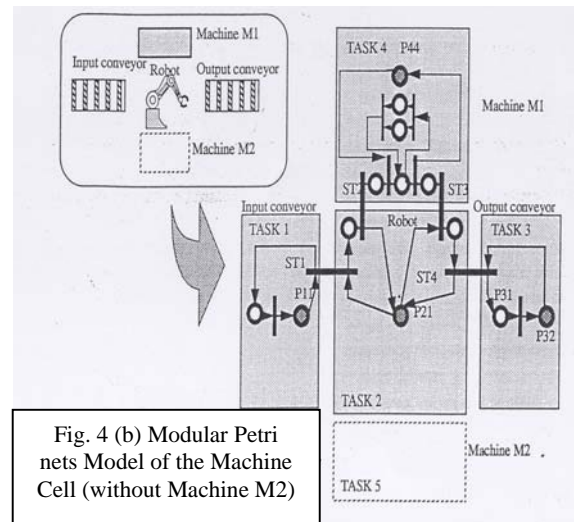 Machine M1
Input conveyor
Robot
Output conveyor
Machine M2
TASK 4
P44
Machine M1
ST2
ST3
Input conveyor
TASK 1
Robot
Output conveyor
TASK 3
ST1
ST4
P11
P21
P31
P32
TASK 2
Machine M2
TASK 5
Fig. 4 (b) Modular Petri
nets Model of the Machine
Cell (without Machine M2)